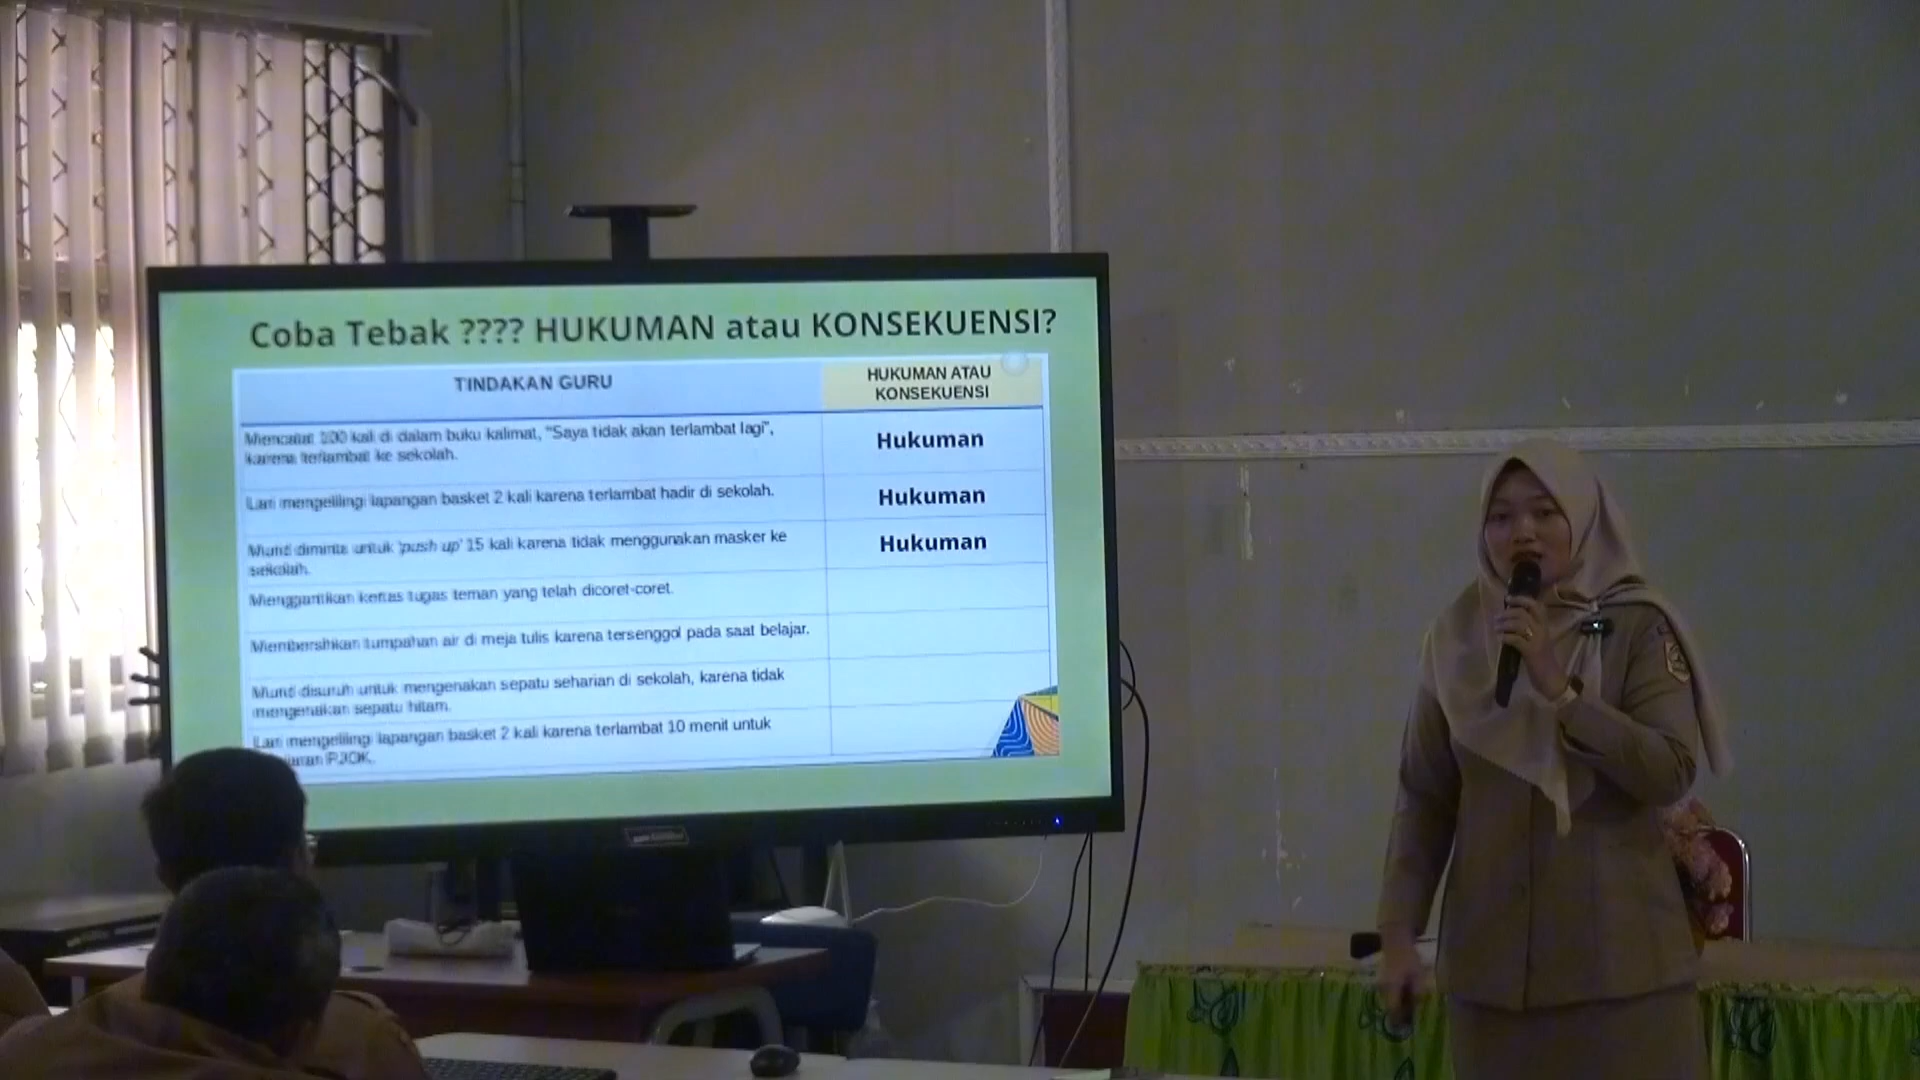 Coba Tebak ???? HUKUMAN atau KONSEKUENSI?
TINDAKAN GURU
HUKUMAN ATAU
KONSEKUENSI
Mencatat 100 kali di dalam buku kalimat, "Saya tidak akan terlambat lagi",
karena terlambat ke sekolah.
Hukuman
Lari mengelilingi lapangan basket 2 kali karena terlambat hadir di sekolah.
Hukuman
Murid diminta untuk 'push up' 15 kali karena tidak menggunakan masker ke
sekolah.
Hukuman
Menggantikan kertas tugas teman yang telah dicoret-coret.
Membersihkan tumpahan air di meja tulis karena tersenggol pada saat belajar.
Murid disuruh untuk mengenakan sepatu seharian di sekolah, karena tidak
mengenakan sepatu hitam.
Lari mengelilingi lapangan basket 2 kali karena terlambat 10 menit untuk
PJOK.